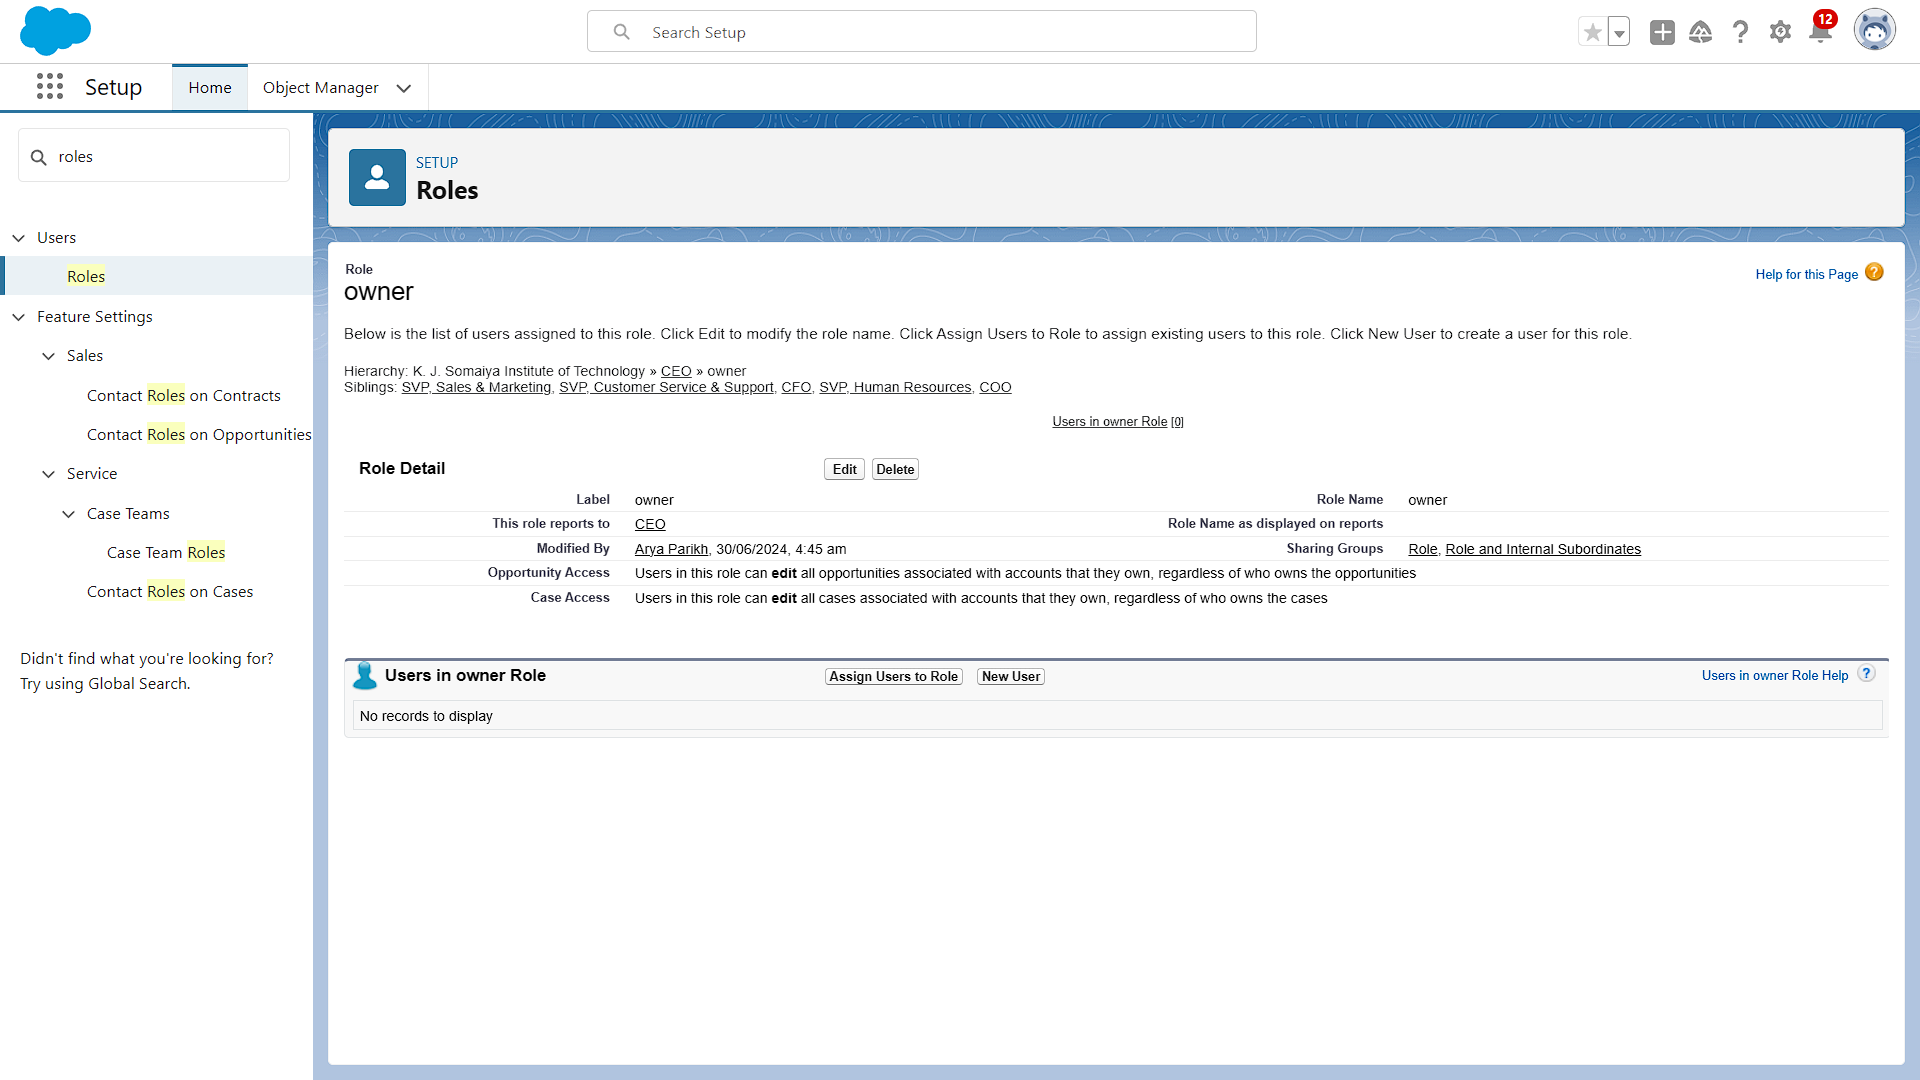 Search Setup
12
Setup
Home
Object Manager
roles
Users
Roles
Feature Settings
Sales
Contact Roles on Contracts
Contact Roles on Opportunities
Service
Case Teams
Case Team Roles
Contact Roles on Cases
Didn't find what you're looking for?
Try using Global Search.
SETUP
Roles
Role
owner
Help for this Page ?
Below is the list of users assigned to this role. Click Edit to modify the role name. Click Assign Users to Role to assign existing users to this role. Click New User to create a user for this role.
Hierarchy: K. J. Somaiya Institute of Technology » CEO » owner
Siblings: SVP, Sales & Marketing, SVP, Customer Service & Support, CFO, SVP, Human Resources, COO
Users in owner Role [0]
Role Detail Edit Delete
Label owner Role Name owner
This role reports to CEO Role Name as displayed on reports
Modified By Arya Parikh, 30/06/2024, 4:45 am Sharing Groups Role, Role and Internal Subordinates
Opportunity Access Users in this role can edit all opportunities associated with accounts that they own, regardless of who owns the opportunities
Case Access Users in this role can edit all cases associated with accounts that they own, regardless of who owns the cases
Users in owner Role Assign Users to Role New User Users in owner Role Help ?
No records to display